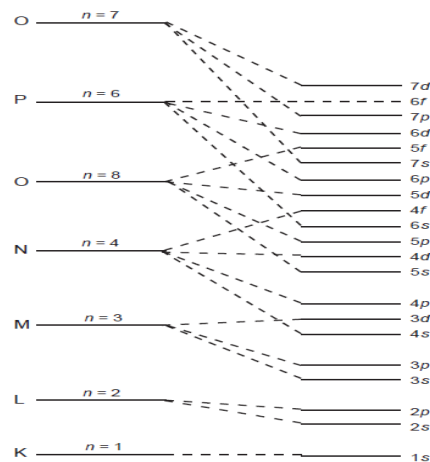 O n = 7
7d
P n = 6
6f
7p
6d
5f
7s
O n = 8
6p
5d
4f
6s
N n = 4
5p
4d
5s
4p
M n = 3
3d
4s
3p
3s
L n = 2
2p
2s
K n = 1
1s